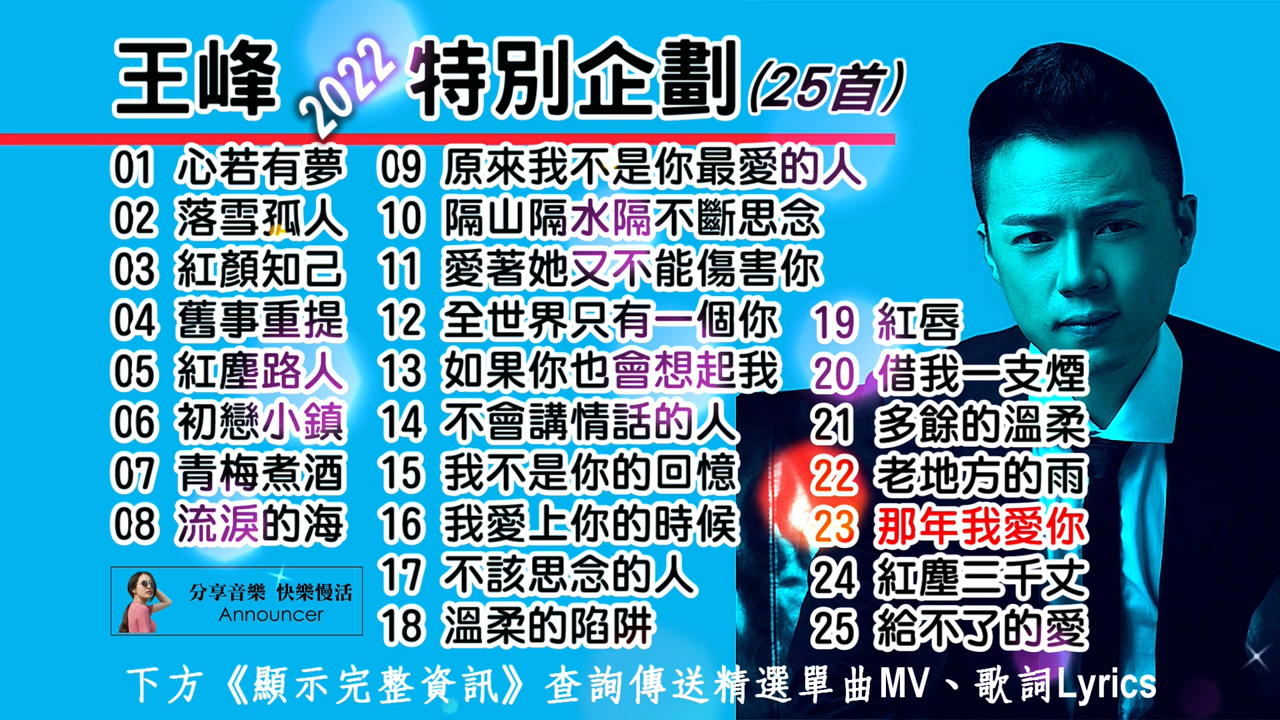 王峰 2022 特別企劃 (25首)
01 心若有夢
02 落雪孤人
03 紅顏知己
04 舊事重提
05 紅塵路人
06 初戀小鎮
07 青梅煮酒
08 流淚的海
09 原來我不是你最愛的人
10 隔山隔水隔不斷思念
11 愛著她又不能傷害你
12 全世界只有一個你
13 如果你也會想起我
14 不會講情話的人
15 我不是你的回憶
16 我愛上你的時候
17 不該思念的人
18 溫柔的陷阱
19 紅唇
20 借我一支煙
21 多餘的溫柔
22 老地方的雨
23 那年我愛你
24 紅塵三千丈
25 給不了的愛
分享音樂 快樂慢活
Announcer
下方《顯示完整資訊》查詢傳送精選單曲MV、歌詞Lyrics